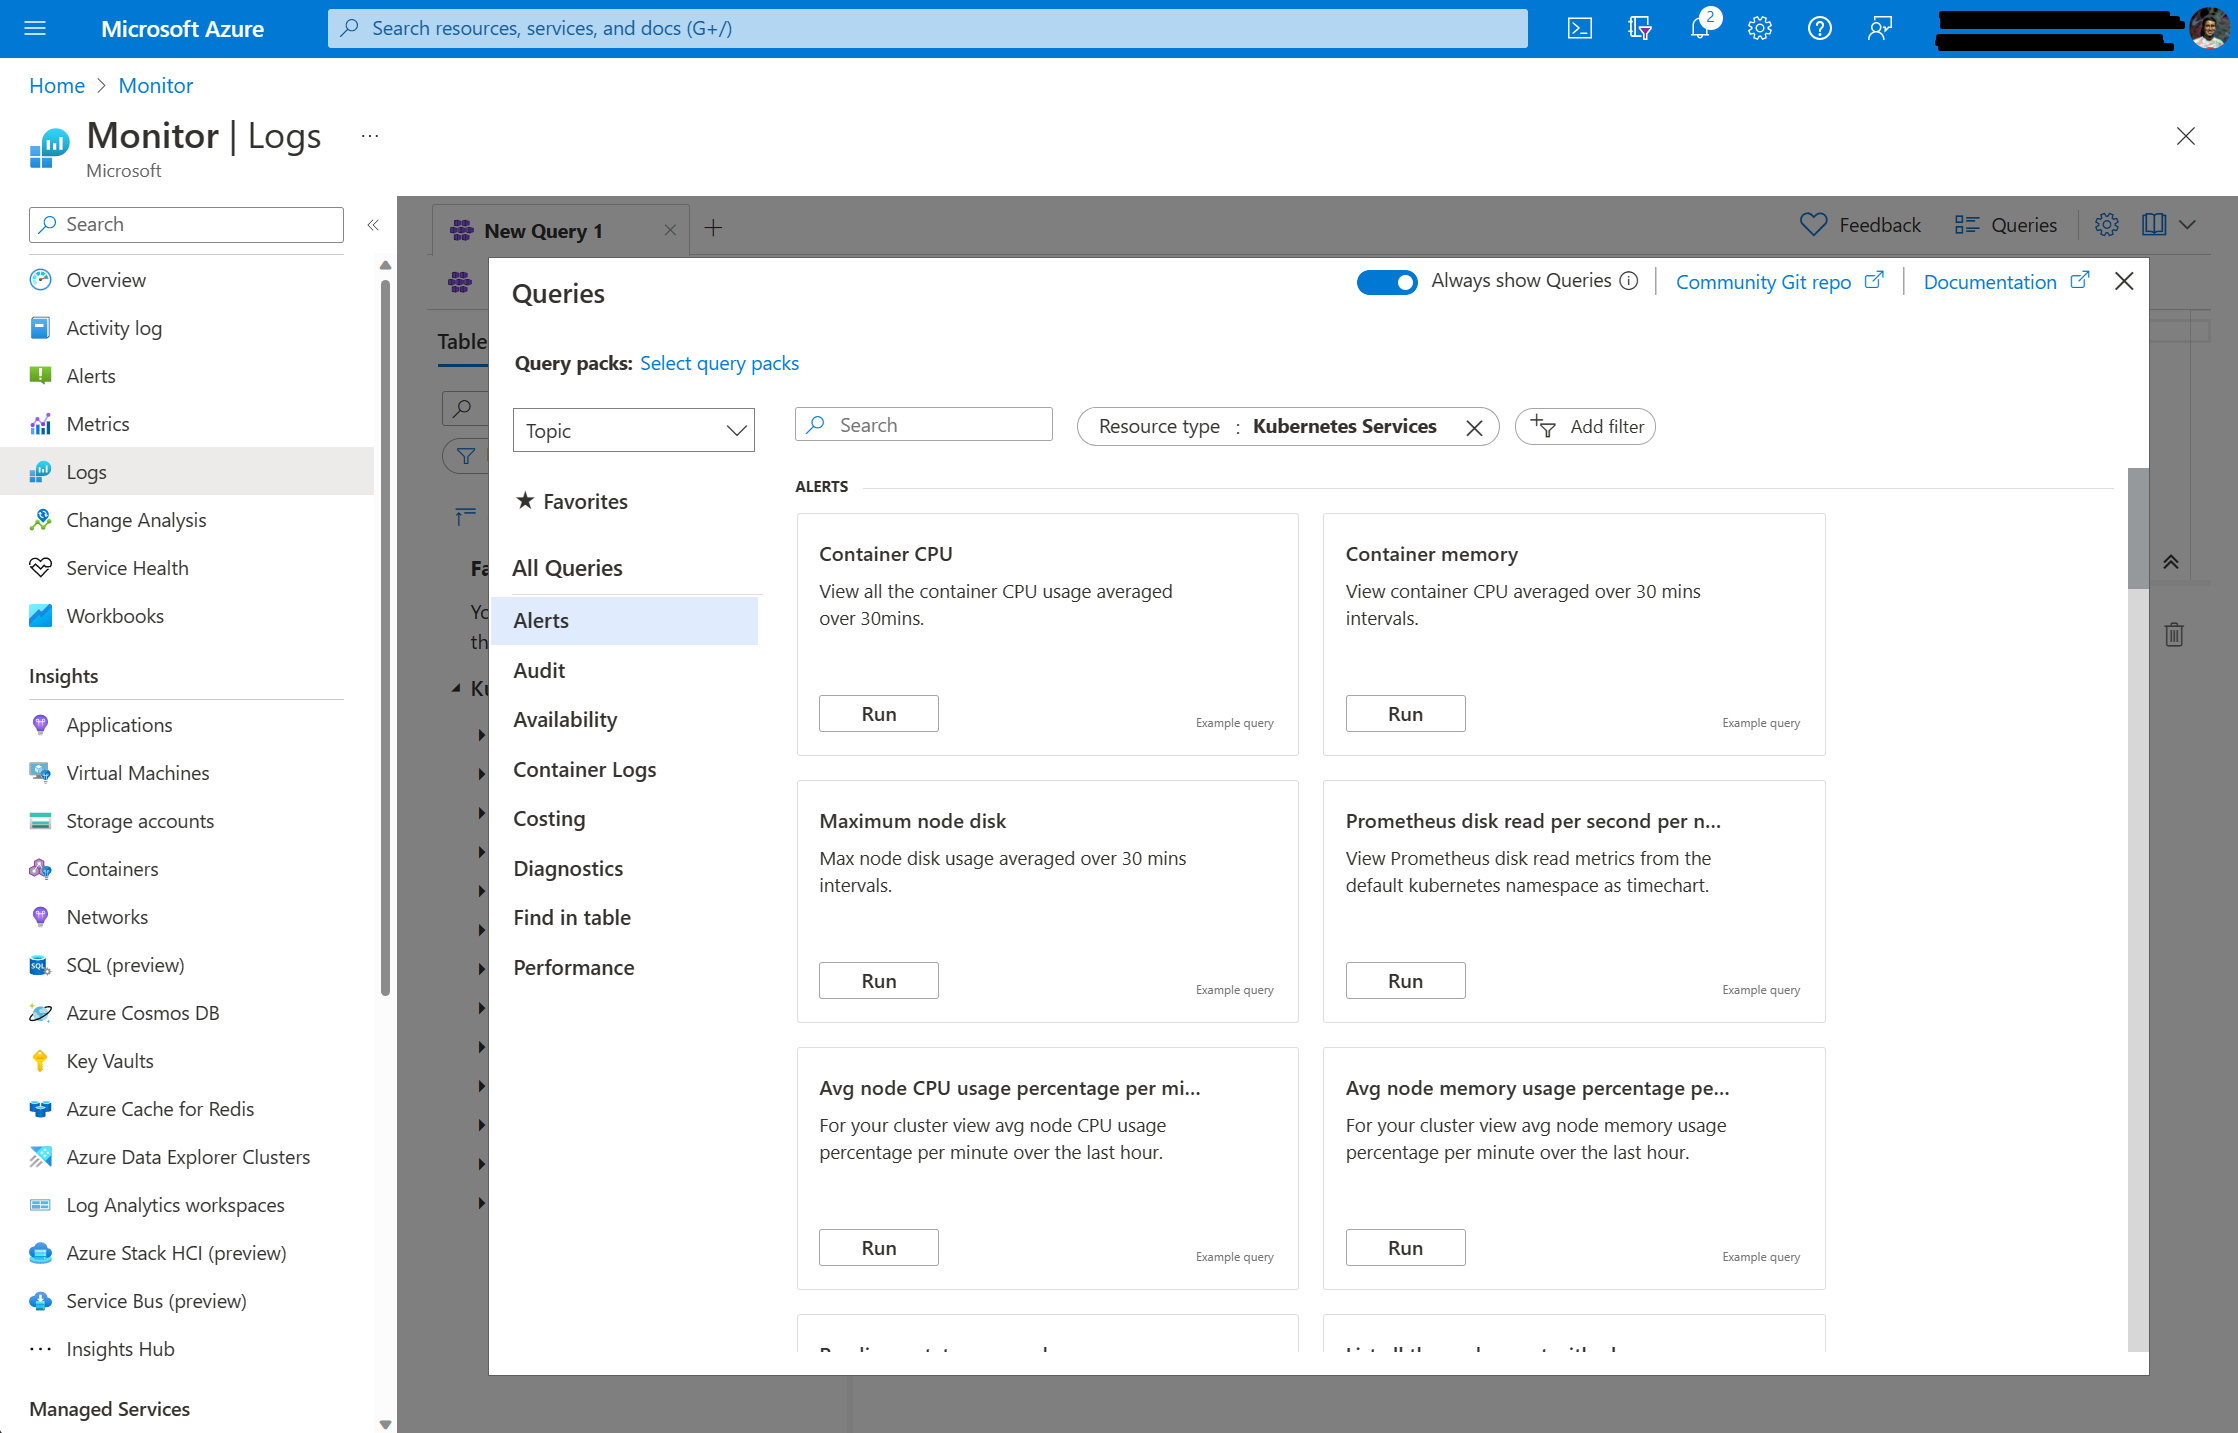 Microsoft Azure
Search resources, services, and docs (G+/)
2
Home > Monitor
Monitor | Logs ...
Microsoft
Search
«
Overview
Activity log
Alerts
Metrics
Logs
Change Analysis
Service Health
Workbooks
Insights
Applications
Virtual Machines
Storage accounts
Containers
Networks
SQL (preview)
Azure Cosmos DB
Key Vaults
Azure Cache for Redis
Azure Data Explorer Clusters
Log Analytics workspaces
Azure Stack HCI (preview)
Service Bus (preview)
Insights Hub
Managed Services
New Query 1
Feedback
Queries
Table
Queries
Always show Queries
Community Git repo
Documentation
Query packs: Select query packs
Topic
Search
Resource type : Kubernetes Services
Add filter
★ Favorites
All Queries
Alerts
Audit
Availability
Container Logs
Costing
Diagnostics
Find in table
Performance
ALERTS
Container CPU
View all the container CPU usage averaged
over 30mins.
Run
Example query
Container memory
View container CPU averaged over 30 mins
intervals.
Run
Example query
Maximum node disk
Max node disk usage averaged over 30 mins
intervals.
Run
Example query
Prometheus disk read per second per n...
View Prometheus disk read metrics from the
default kubernetes namespace as timechart.
Run
Example query
Avg node CPU usage percentage per mi...
For your cluster view avg node CPU usage
percentage per minute over the last hour.
Run
Example query
Avg node memory usage percentage pe...
For your cluster view avg node memory usage
percentage per minute over the last hour.
Run
Example query